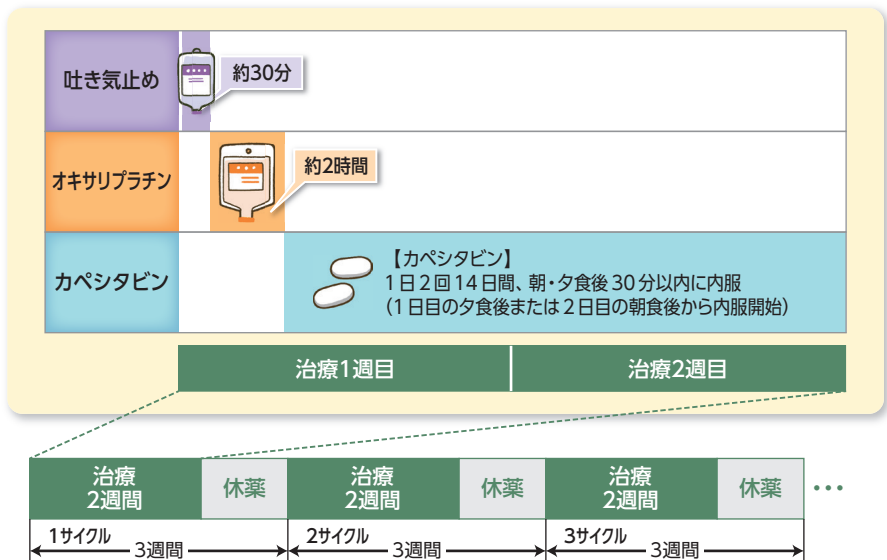 吐き気止め
約30分
オキサリプラチン
約2時間
カペシタビン
【カペシタビン】
1日2回14日間、朝・夕食後30分以内に内服
（1日目の夕食後または2日目の朝食後から内服開始）
治療1週目
治療2週目
治療
2週間
休薬
治療
2週間
休薬
治療
2週間
休薬
…
1サイクル
3週間
2サイクル
3週間
3サイクル
3週間